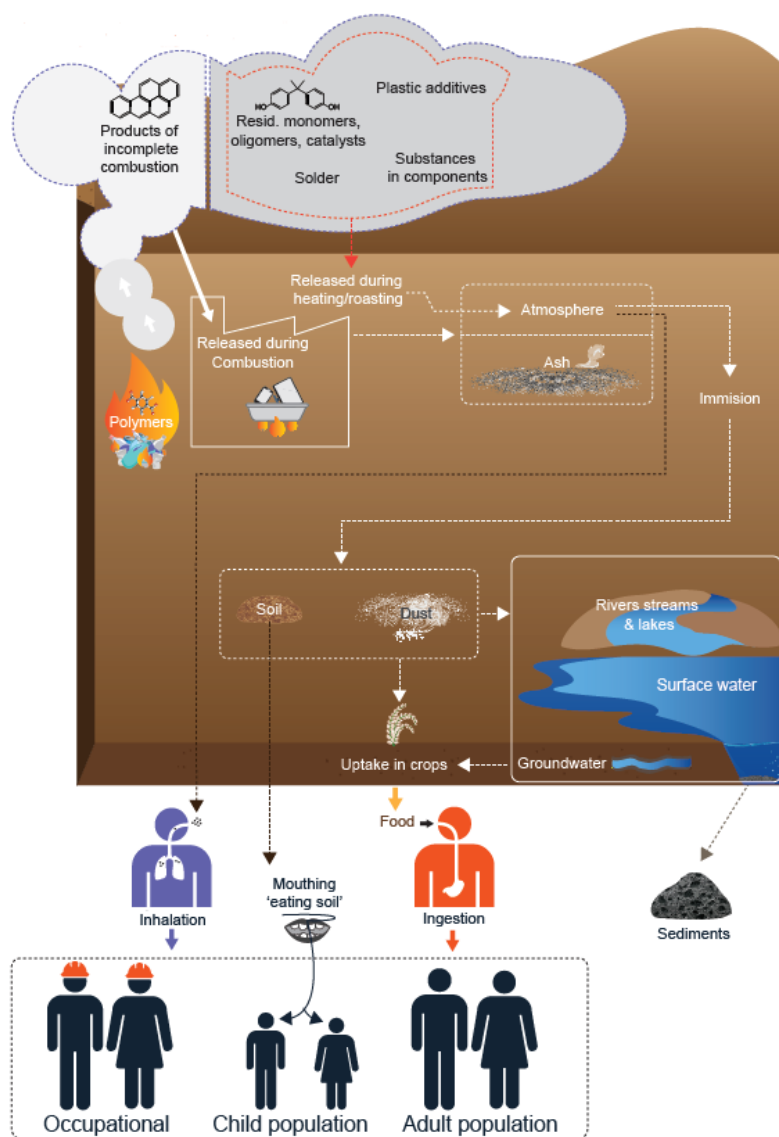 Products of
incomplete
combustion
HO
OH
Resid. monomers,
oligomers, catalysts
Plastic additives
Solder
Substances
in components
Released during
heating/roasting
Atmosphere
Released during
Combustion
Ash
Immision
Polymers
Soil
Dust
Rivers streams
& lakes
Surface water
Uptake in crops
Groundwater
Food
Inhalation
Mouthing
‘eating soil’
Ingestion
Sediments
Occupational
Child population
Adult population